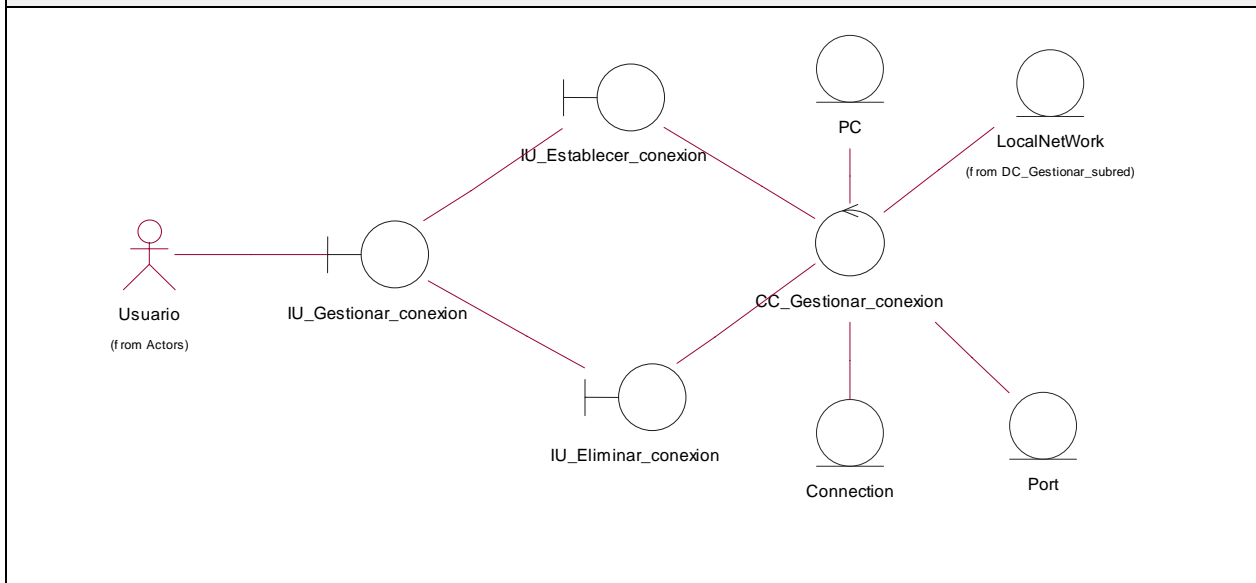 PC
LocalNetWork
(from DC_Gestionar_subred)
IU_Establecer_conexion
Usuario
(from Actors)
IU_Gestionar_conexion
CC_Gestionar_conexion
IU_Eliminar_conexion
Connection
Port